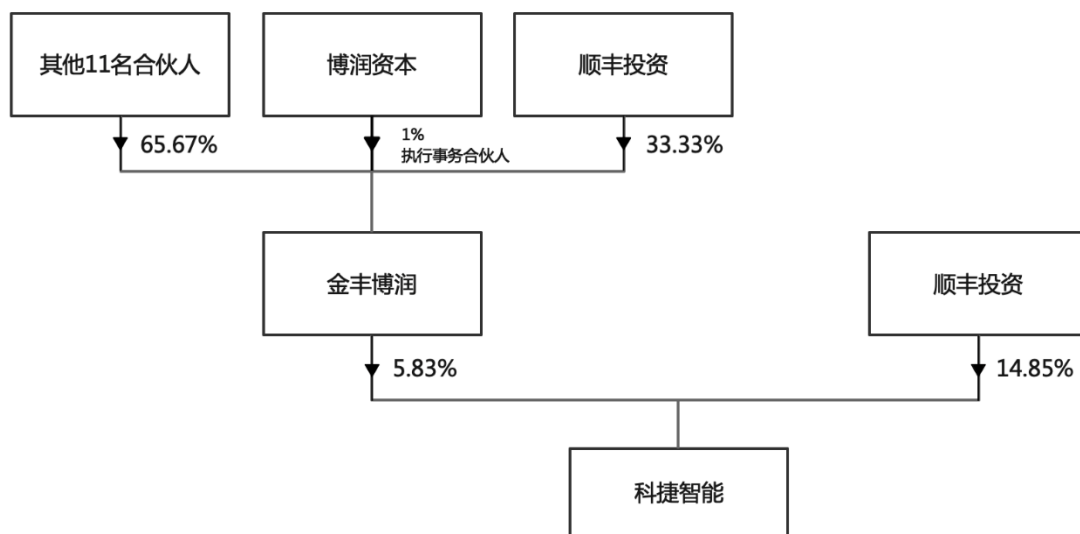 其他11名合伙人
博润资本
顺丰投资
65.67%
1%
执行事务合伙人
33.33%
金丰博润
顺丰投资
5.83%
14.85%
科捷智能